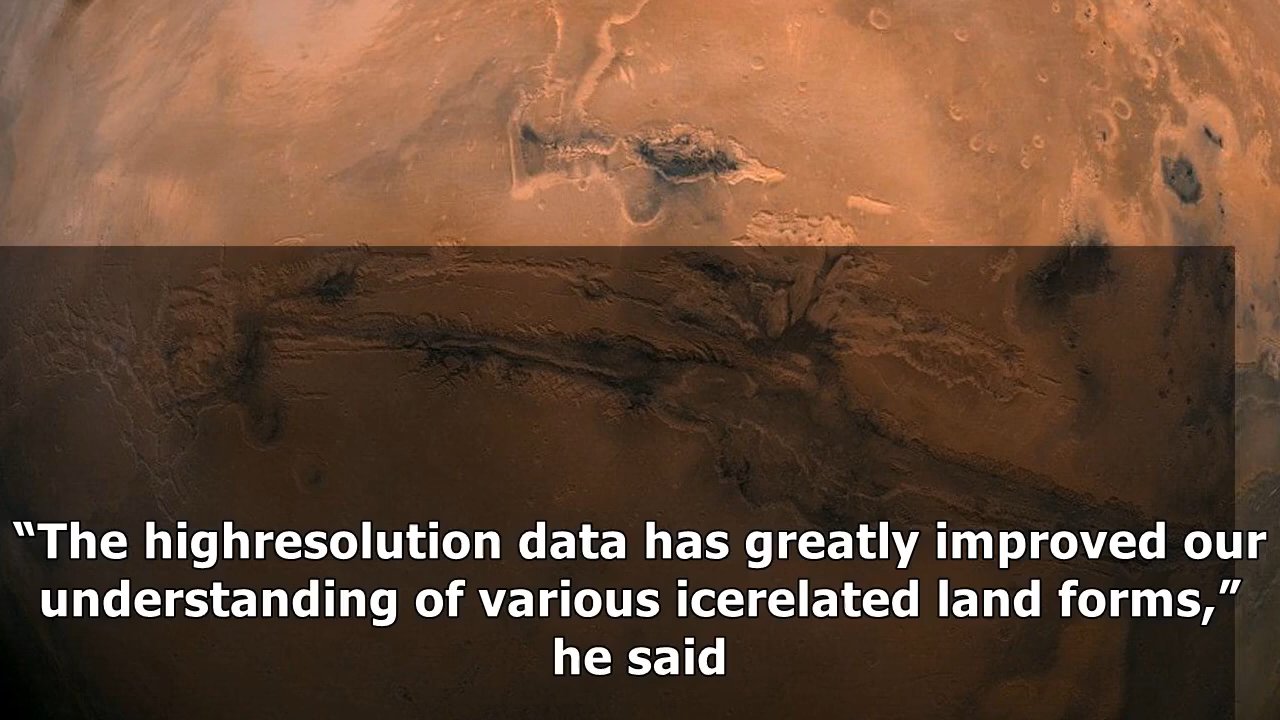 “The highresolution data has greatly improved our
understanding of various icerelated land forms,”
he said